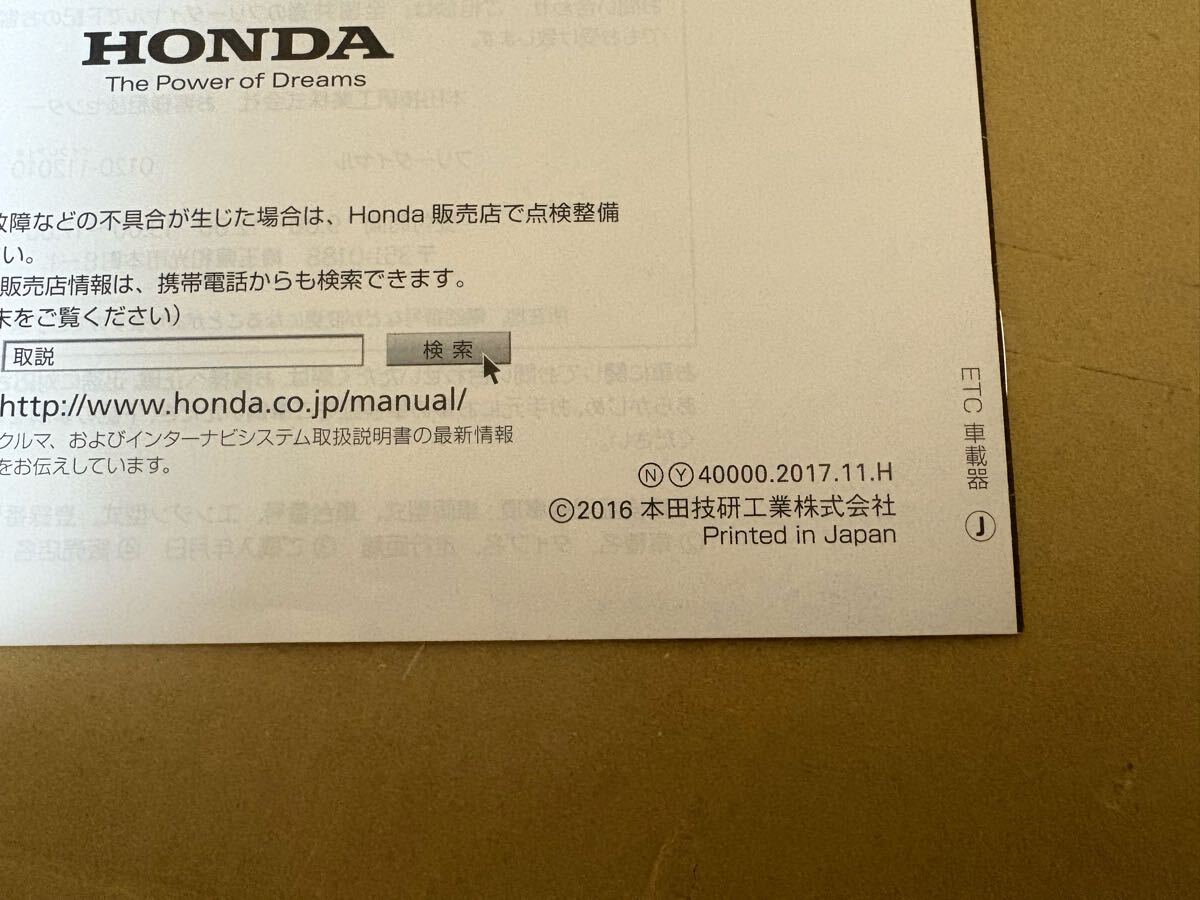 HONDA
The Power of Dreams
故障などの不具合が生じた場合は、Honda 販売店で点検整備
い。
販売店情報は、携帯電話からも検索できます。
末をご覧ください）
取説
検 索
http://www.honda.co.jp/manual/
クルマ、およびインターナビシステム取扱説明書の最新情報
をお伝えしています。
ⓃⓎ40000.2017.11.H
©2016 本田技研工業株式会社
Printed in Japan
ETC 車載器 Ⓙ